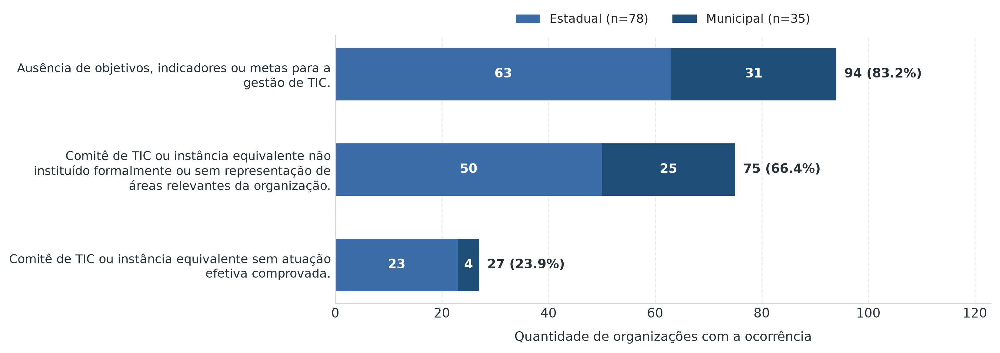 Estadual (n=78)
Municipal (n=35)
Ausência de objetivos, indicadores ou metas para a
gestão de TIC.
63
31
94 (83.2%)
Comitê de TIC ou instância equivalente não
instituído formalmente ou sem representação de
áreas relevantes da organização.
50
25
75 (66.4%)
Comitê de TIC ou instância equivalente sem atuação
efetiva comprovada.
23
4
27 (23.9%)
0
20
40
60
80
100
120
Quantidade de organizações com a ocorrência